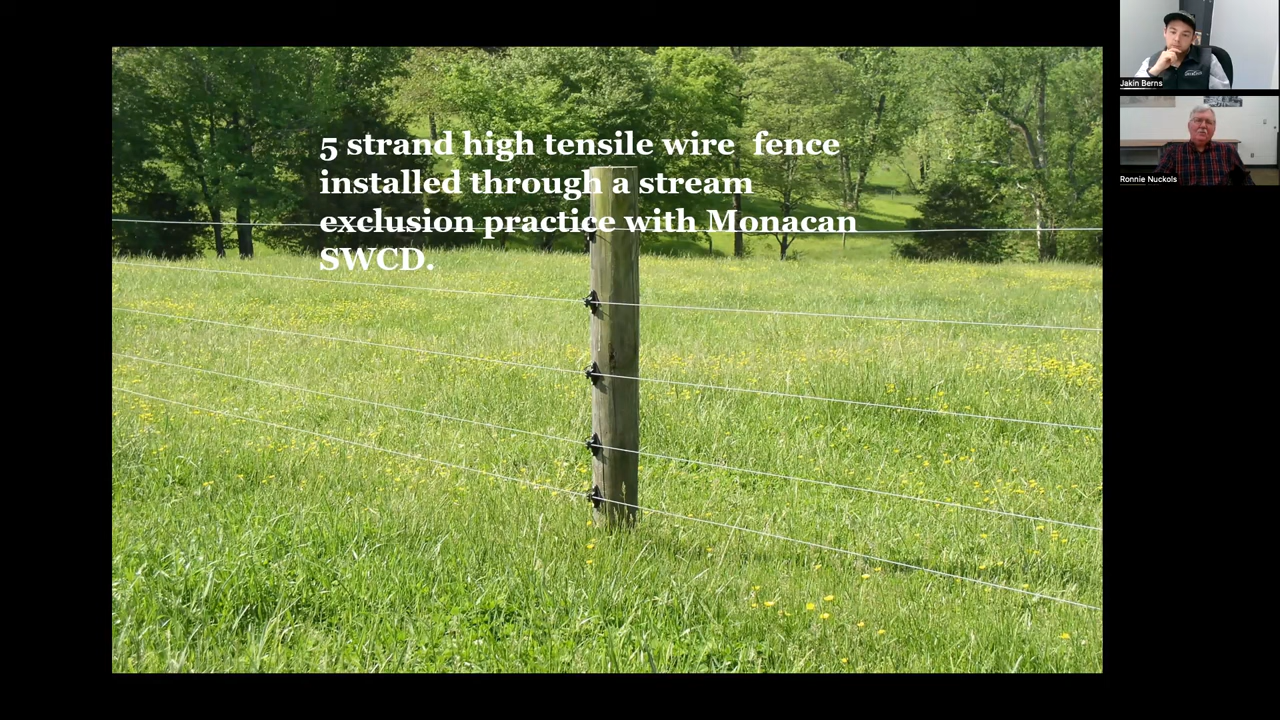 5 strand high tensile wire fence
installed through a stream
exclusion practice with Monacan
SWCD.
Jakin Berns
Ronnie Nuckols